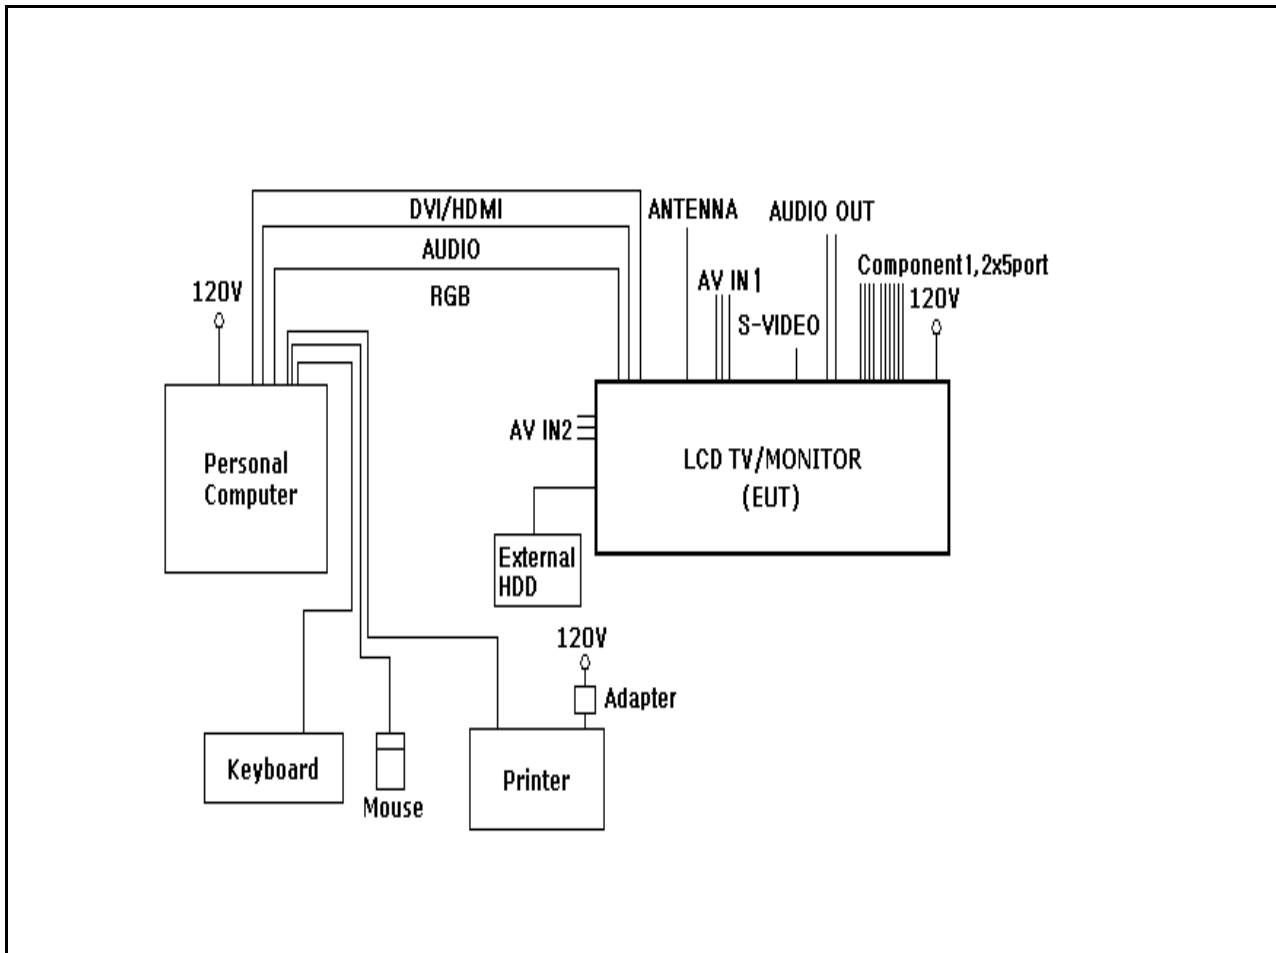 DVI/HDMI
ANTENNA
AUDIO OUT
AUDIO
Component1,2x5port
AV IN1
120V
RGB
120V
S-VIDEO
AV IN2
LCD TV/MONITOR
(EUT)
Personal
Computer
External
HDD
120V
Adapter
Keyboard
Mouse
Printer